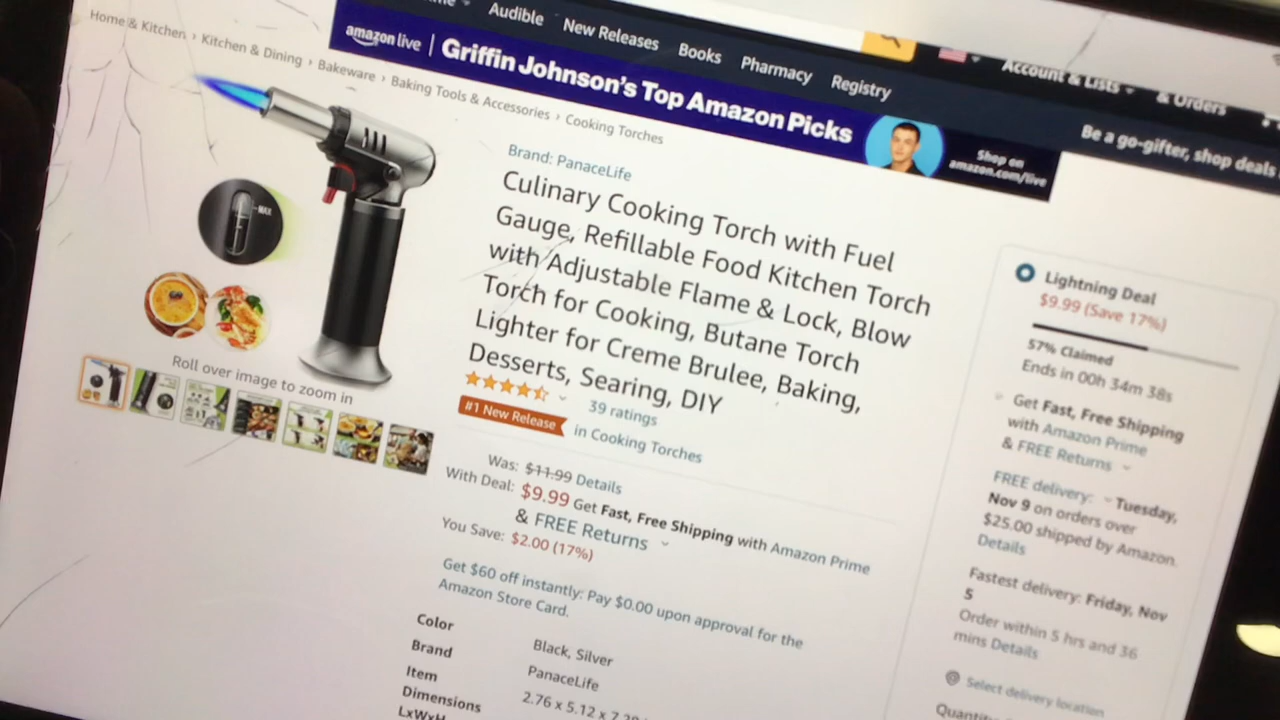 Audible
New Releases
Books
Pharmacy
Registry
Account & Lists
& Orders
amazon live | Griffin Johnson's Top Amazon Picks
Shop on
amazon.com/live
Be a go-gifter, shop deals
Home & Kitchen › Kitchen & Dining › Bakeware › Baking Tools & Accessories › Cooking Torches
MAX
Roll over image to zoom in
Brand: PanaceLife
Culinary Cooking Torch with Fuel
Gauge, Refillable Food Kitchen Torch
with Adjustable Flame & Lock, Blow
Torch for Cooking, Butane Torch
Lighter for Creme Brulee, Baking,
Desserts, Searing, DIY
39 ratings
#1 New Release in Cooking Torches
Was: $11.99 Details
With Deal: $9.99 Get Fast, Free Shipping with Amazon Prime
& FREE Returns
You Save: $2.00 (17%)
Get $60 off instantly: Pay $0.00 upon approval for the
Amazon Store Card.
Color Black, Silver
Brand PanaceLife
Item
Dimensions 2.76 x 5.12 x
LxWxH
Lightning Deal
$9.99 (Save 17%)
57% Claimed
Ends in 00h 34m 38s
Get Fast, Free Shipping
with Amazon Prime
& FREE Returns
FREE delivery: Tuesday,
Nov 9 on orders over
$25.00 shipped by Amazon.
Details
Fastest delivery: Friday, Nov
5
Order within 5 hrs and 36
mins Details
Select delivery location